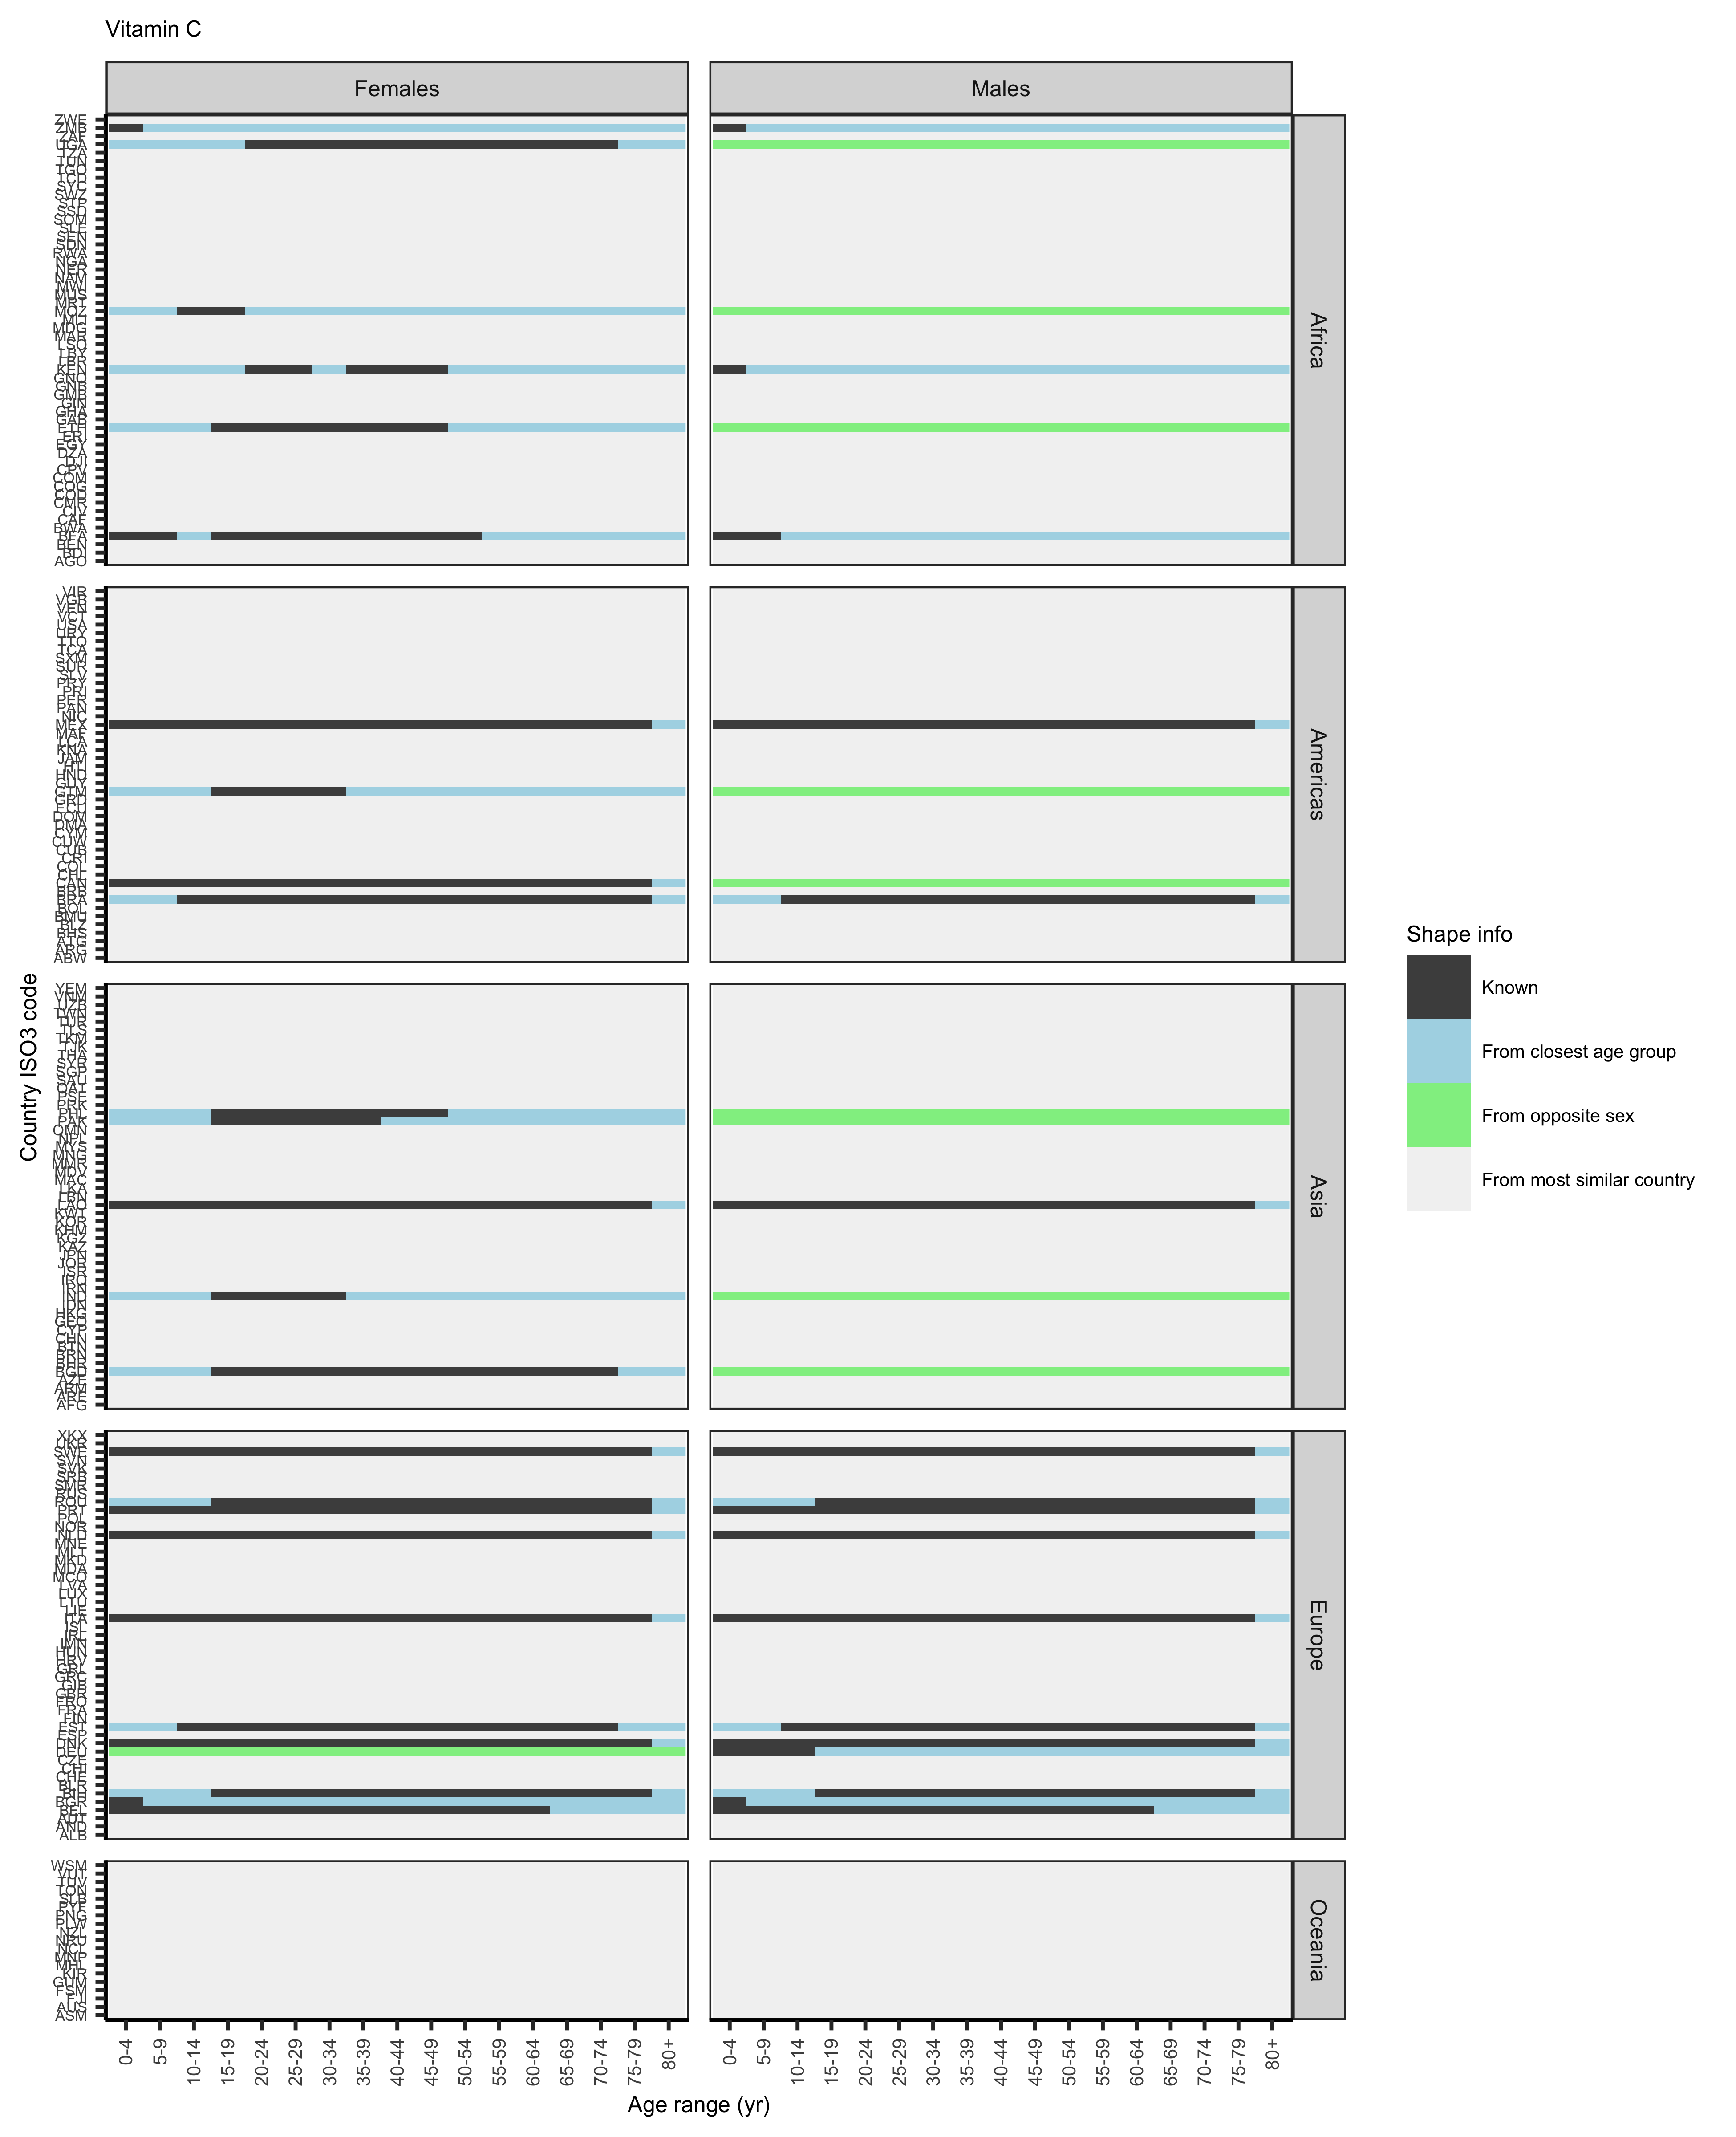 Vitamin C
Females
Males
ZWE
ZMB
ZAF
UGA
TZA
TUN
TGO
TCD
SYC
SWZ
STP
SSD
SOM
SLE
SEN
SDN
RWA
NGA
NER
NAM
MWI
MUS
MRT
MOZ
MLI
MDG
MAR
LSO
LBY
LBR
KEN
GNQ
GNB
GMB
GIN
GHA
GAB
ETH
ERI
EGY
DZA
DJI
CPV
COM
COG
COD
CMR
CIV
CAF
BWA
BFA
BEN
BDI
AGO
Africa
VIR
VGB
VEN
VCT
USA
URY
TTO
TCA
SXM
SUR
SLV
PRY
PRI
PER
PAN
NIC
MEX
MAF
LCA
KNA
JAM
HTI
HND
GUY
GTM
GRD
ECU
DOM
DMA
CYM
CUW
CUB
CRI
COL
CHL
CAN
BRB
BRA
BOL
BMU
BLZ
BHS
ATG
ARG
ABW
Americas
YEM
VNM
UZB
TWN
TUR
TLS
TKM
TJK
THA
SYR
SGP
SAU
QAT
PSE
PRK
PHL
PAK
OMN
NPL
MYS
MNG
MMR
MDV
MAC
LKA
LBN
LAO
KWT
KOR
KHM
KGZ
KAZ
JPN
JOR
ISR
IRQ
IRN
IND
IDN
HKG
GEO
CYP
CHN
BTN
BRN
BHR
BGD
AZE
ARM
ARE
AFG
Asia
XKX
UKR
SWE
SVN
SVK
SRB
SMR
RUS
ROU
PRT
POL
NOR
NLD
MNE
MLT
MKD
MDA
MCO
LVA
LUX
LTU
LIE
ITA
ISL
IRL
IMN
HUN
HRV
GRL
GRC
GIB
GBR
FRO
FRA
FIN
EST
ESP
DNK
DEU
CZE
CHI
CHE
BLR
BIH
BGR
BEL
AUT
AND
ALB
Europe
WSM
VUT
TUV
TON
SLB
PYF
PNG
PLW
NZL
NRU
NCL
MNP
MHL
KIR
GUM
FSM
FJI
AUS
ASM
Oceania
Country ISO3 code
0-4 5-9 10-14 15-19 20-24 25-29 30-34 35-39 40-44 45-49 50-54 55-59 60-64 65-69 70-74 75-79 80+
0-4 5-9 10-14 15-19 20-24 25-29 30-34 35-39 40-44 45-49 50-54 55-59 60-64 65-69 70-74 75-79 80+
Age range (yr)
Shape info
Known
From closest age group
From opposite sex
From most similar country